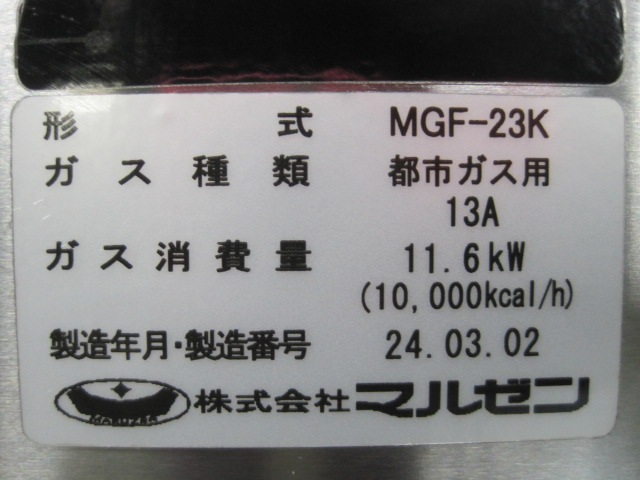 形式 MGF-23K
ガス種類 都市ガス用
13A
ガス消費量 11.6kW
(10,000kcal/h)
製造年月・製造番号 24.03.02
MARUZEN 株式会社マルゼン